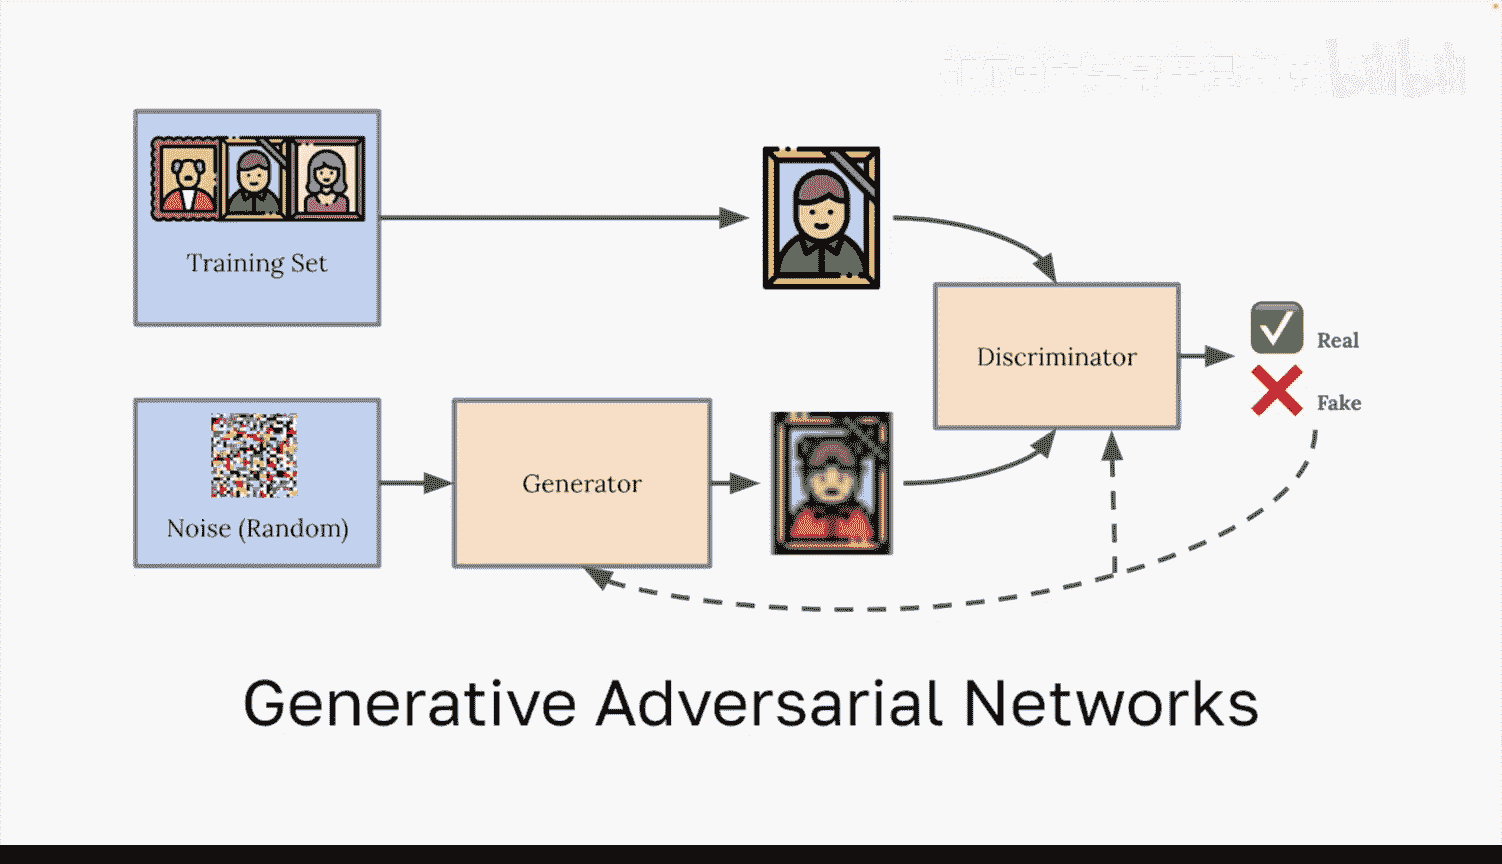 Training Set
Real
Discriminator
Fake
Generator
Noise (Random)
Generative Adversarial Networks